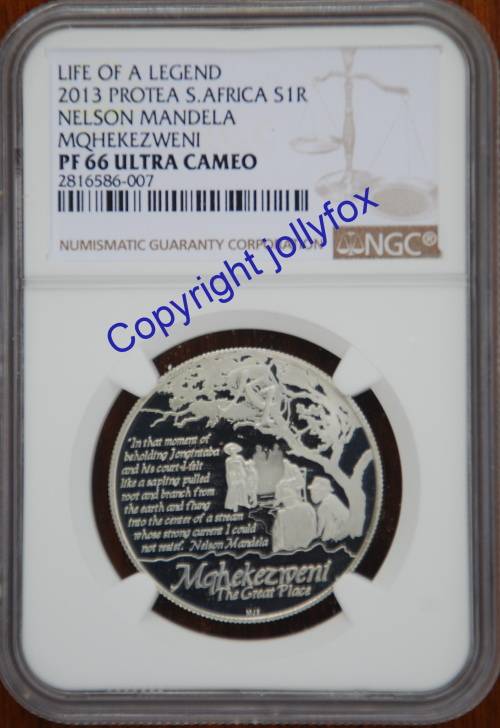 LIFE OF A LEGEND
2013 PROTEA S.AFRICA S1R
NELSON MANDELA
MQHEKEZWENI
PF 66 ULTRA CAMEO
2816586-007
NUMISMATIC GUARANTY CORPORATION
NGC®
Copyright jollyfox
"In that moment of
beholding Jongintaba
and his court I felt
like a sapling pulled
root and branch from
the earth and flung
into the center of a stream
whose strong current I could
not resist. Nelson Mandela
Mqhekezweni
The Great Place